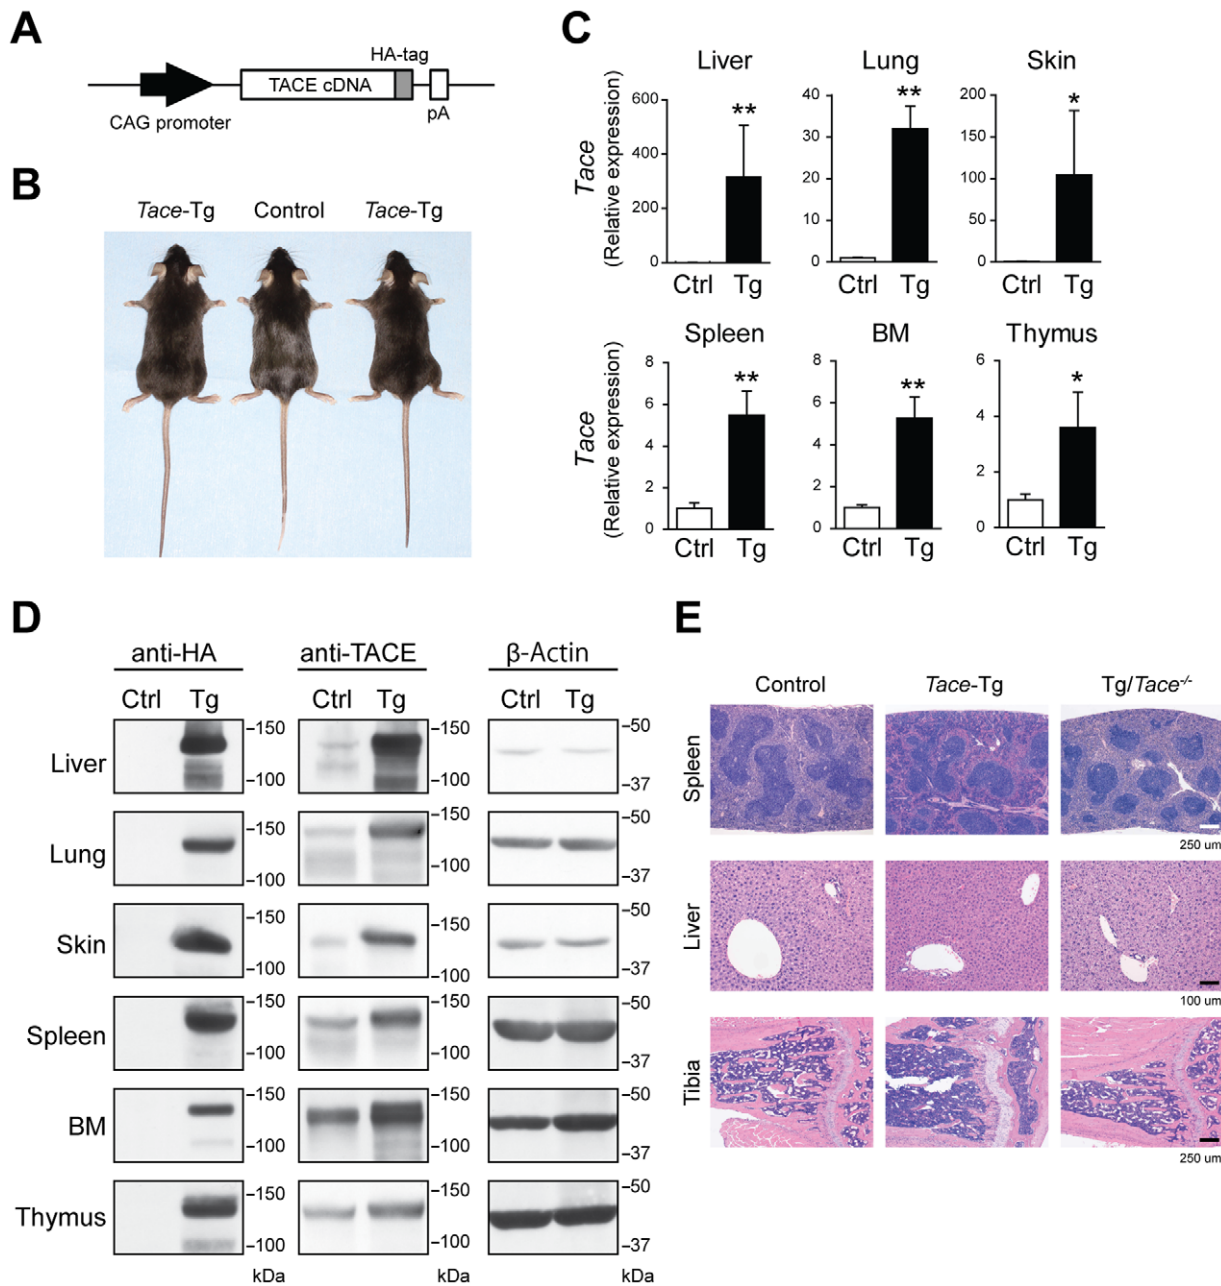 A
HA-tag
TACE cDNA
CAG promoter
pA
B
Tace-Tg Control Tace-Tg
C
Liver Lung Skin
Tace
(Relative expression)
600
400
200
0
**
Ctrl Tg
40
30
20
10
0
**
Ctrl Tg
200
150
100
50
0
*
Ctrl Tg
Spleen BM Thymus
Tace
(Relative expression)
8
6
4
2
0
**
Ctrl Tg
8
6
4
2
0
**
Ctrl Tg
6
4
2
0
*
Ctrl Tg
D
anti-HA anti-TACE β-Actin
Ctrl Tg Ctrl Tg Ctrl Tg
Liver –150 –100 –150 –100 –50 –37
Lung –150 –100 –150 –100 –50 –37
Skin –150 –100 –150 –100 –50 –37
Spleen –150 –100 –150 –100 –50 –37
BM –150 –100 –150 –100 –50 –37
Thymus –150 –100 –150 –100 –50 –37
kDa kDa kDa
E
Control Tace-Tg Tg/Tace-/-
Spleen
250 um
Liver
100 um
Tibia
250 um